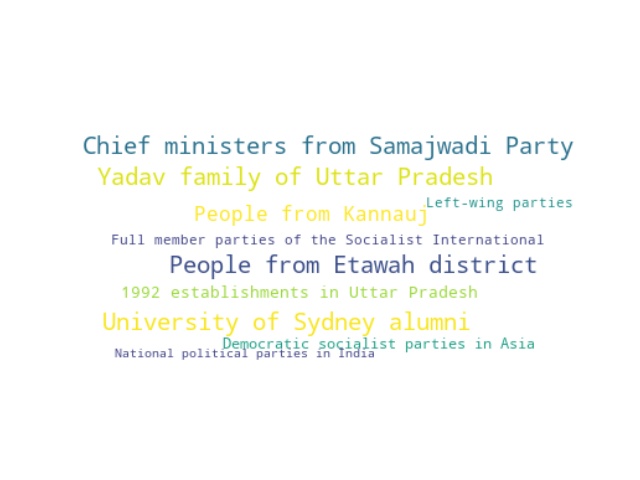 Chief ministers from Samajwadi Party
Yadav family of Uttar Pradesh
Left-wing parties
People from Kannauj
Full member parties of the Socialist International
People from Etawah district
1992 establishments in Uttar Pradesh
University of Sydney alumni
Democratic socialist parties in Asia
National political parties in India